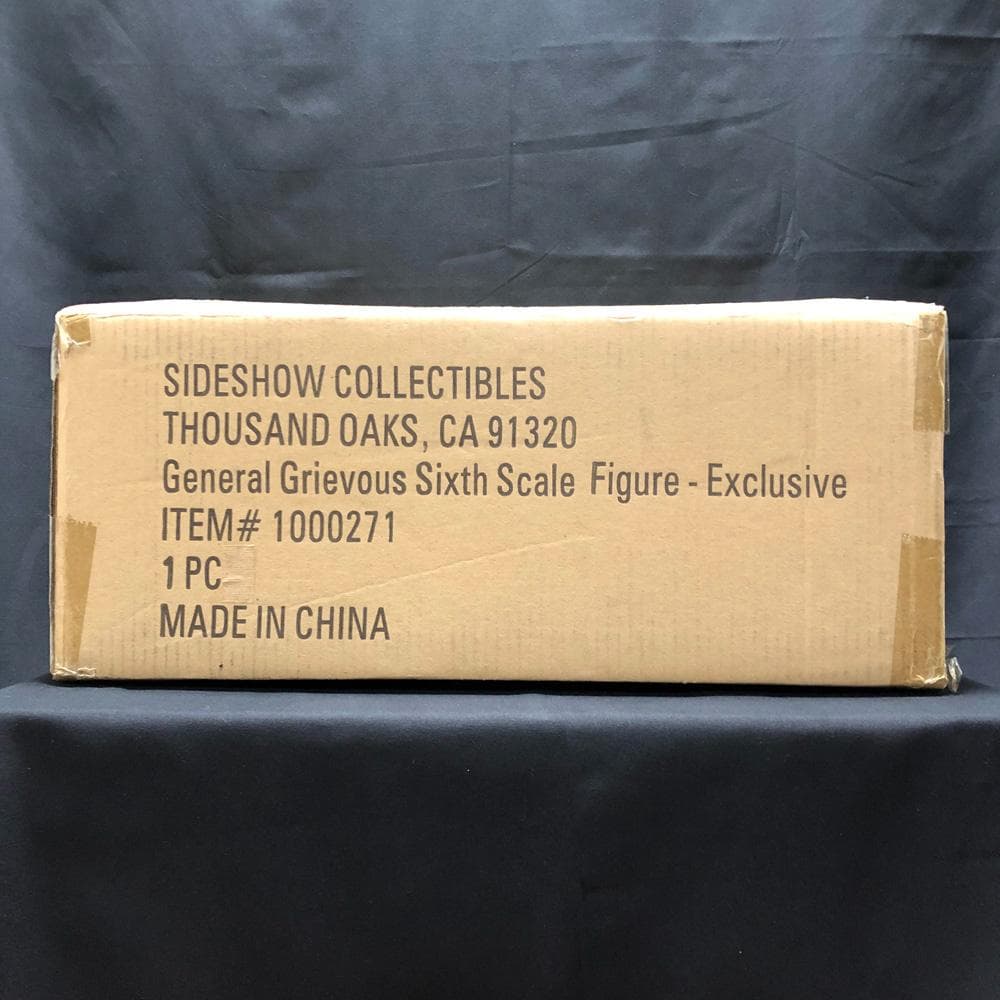 SIDESHOW COLLECTIBLES
THOUSAND OAKS, CA 91320
General Grievous Sixth Scale Figure - Exclusive
ITEM# 1000271
1 PC
MADE IN CHINA